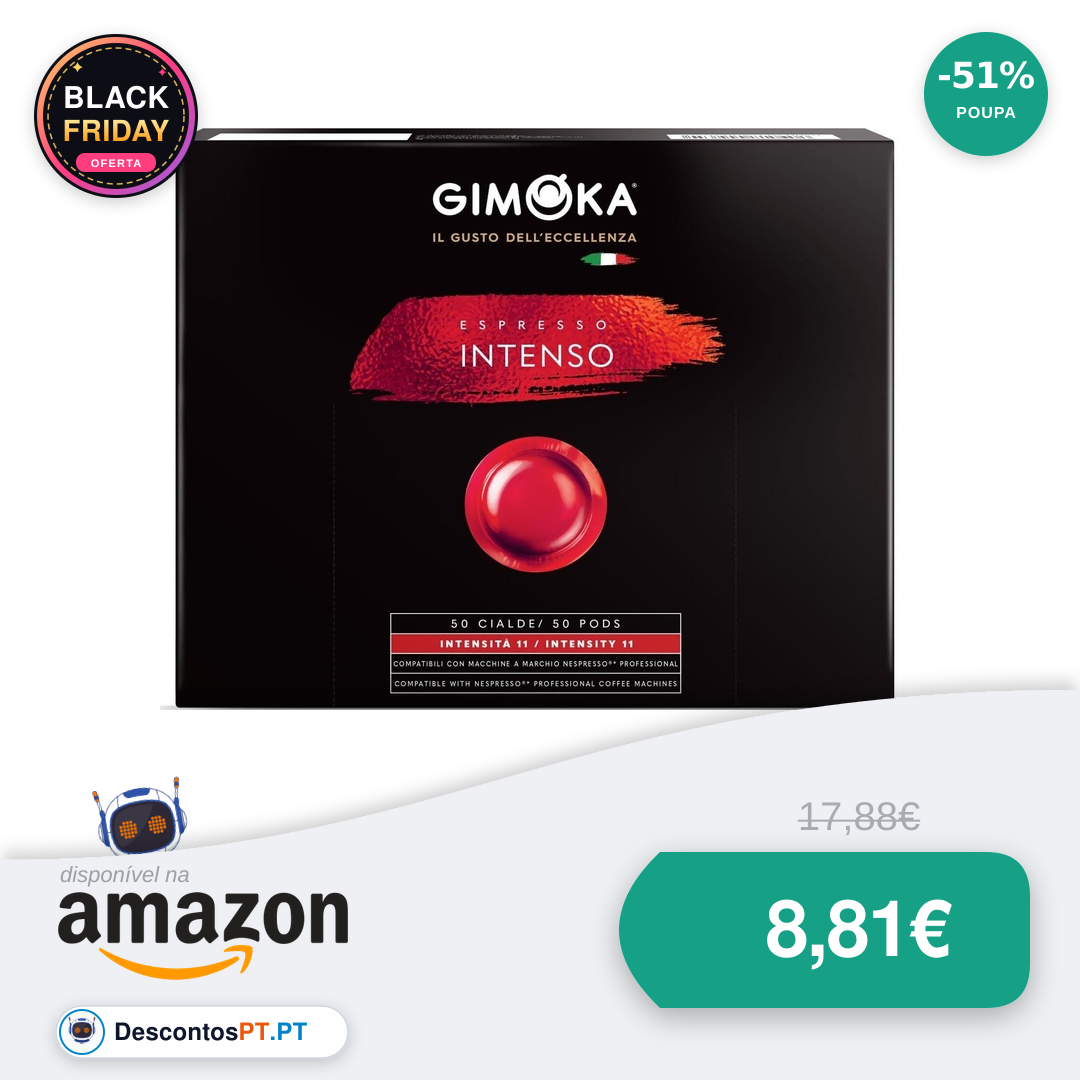 BLACK
FRIDAY
OFERTA
-51%
POUPA
GIMOKA®
IL GUSTO DELL'ECCELLENZA
ESPRESSO
INTENSO
50 CIALDE/ 50 PODS
INTENSITÀ 11 / INTENSITY 11
COMPATIBILI CON MACCHINE A MARCHIO NESPRESSO®* PROFESSIONAL
COMPATIBLE WITH NESPRESSO®* PROFESSIONAL COFFEE MACHINES
17,88€
8,81€
disponível na
amazon
DescontosPT.PT